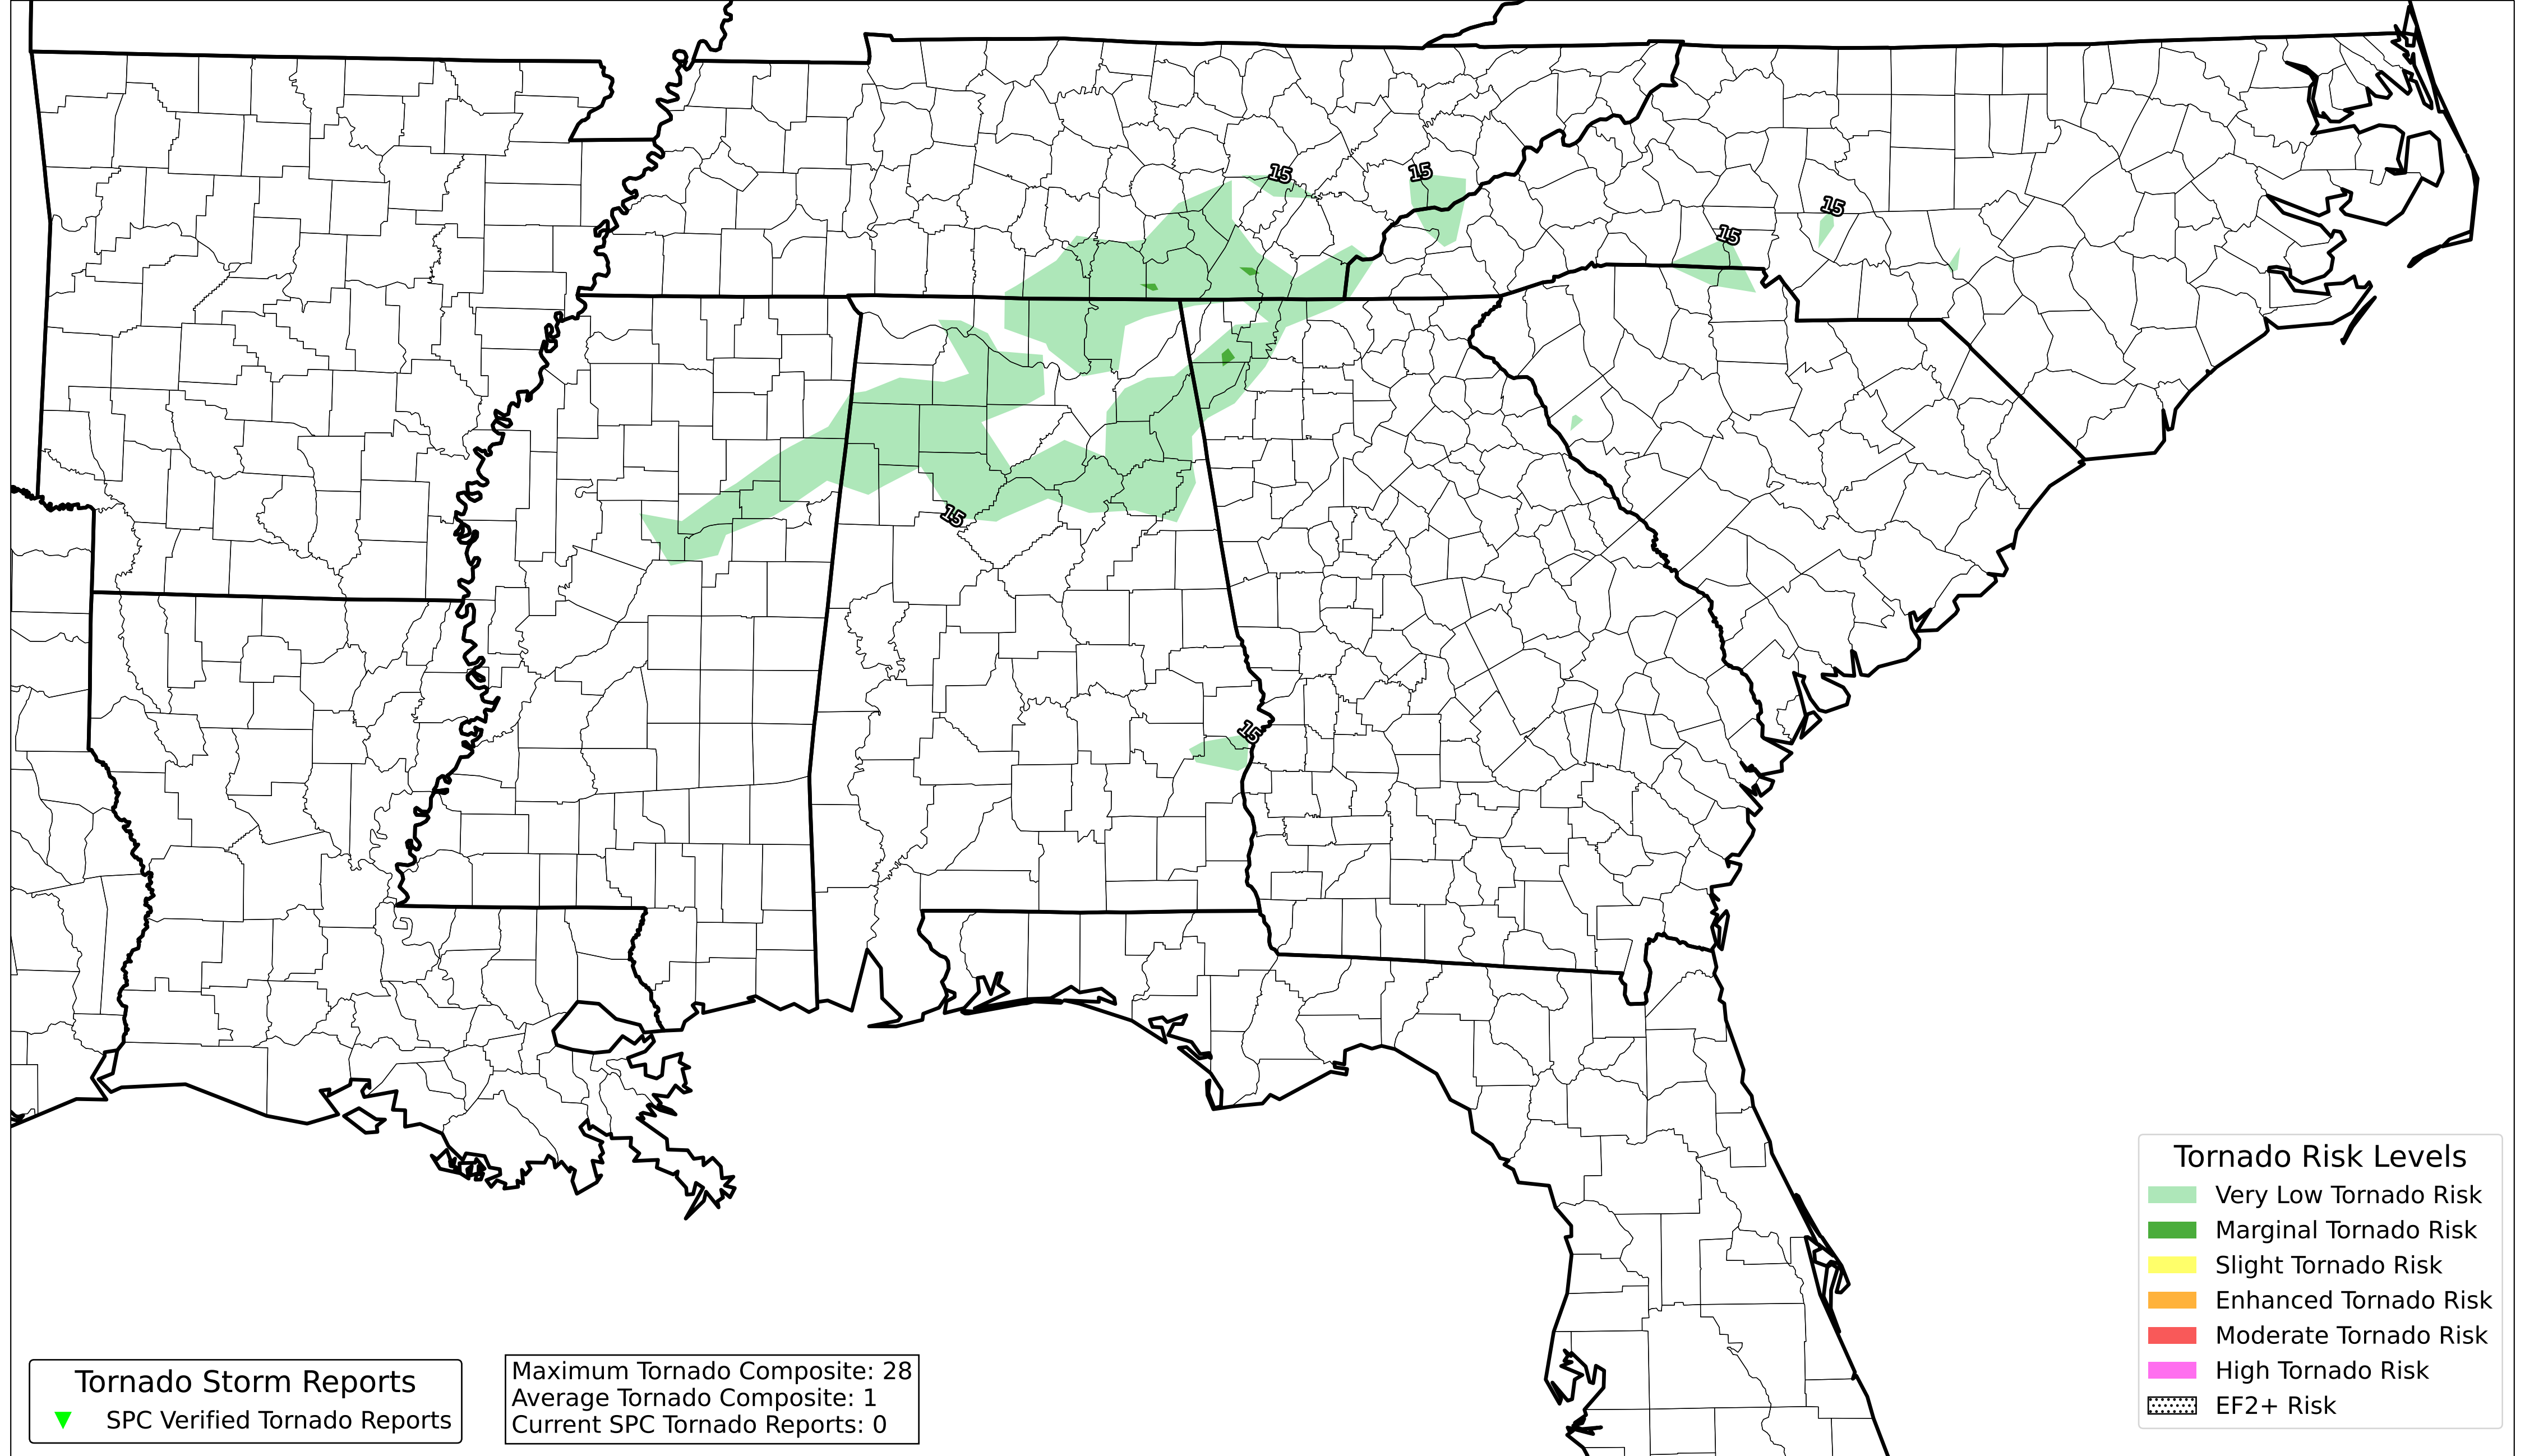 15
15
15
15
15
15
Tornado Storm Reports
SPC Verified Tornado Reports
Maximum Tornado Composite: 28
Average Tornado Composite: 1
Current SPC Tornado Reports: 0
Tornado Risk Levels
Very Low Tornado Risk
Marginal Tornado Risk
Slight Tornado Risk
Enhanced Tornado Risk
Moderate Tornado Risk
High Tornado Risk
EF2+ Risk